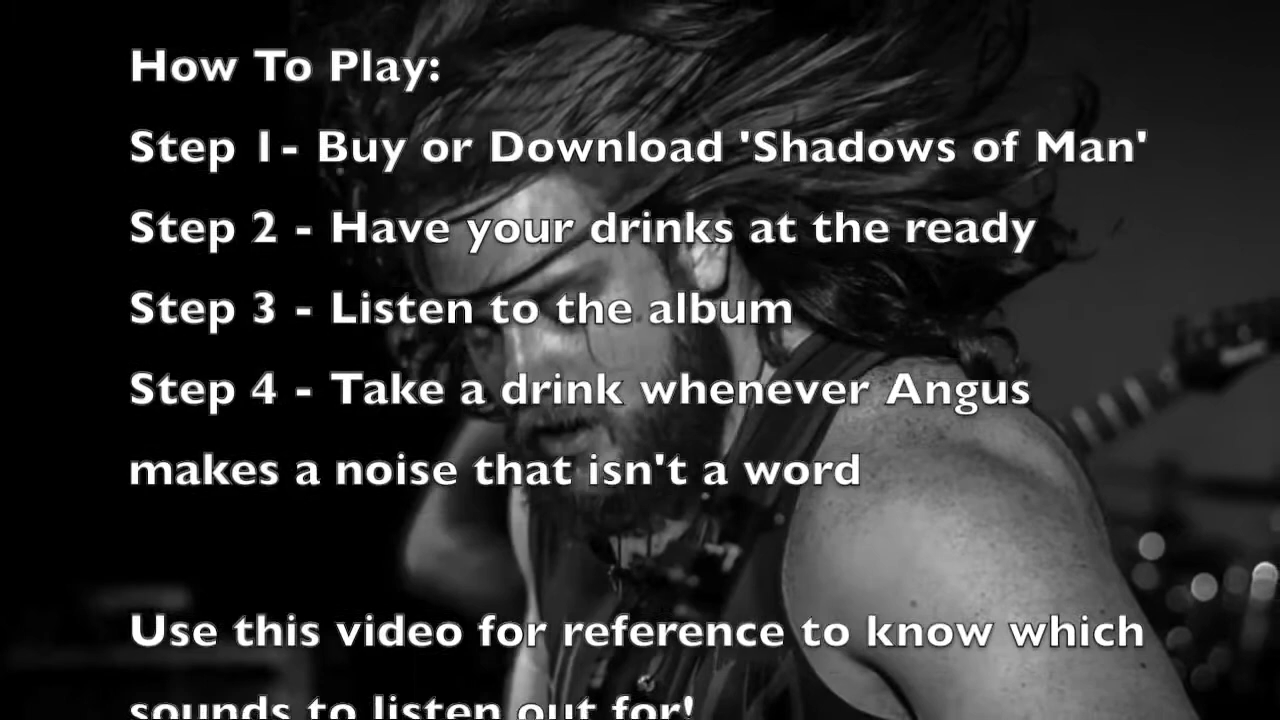 How To Play:
Step 1- Buy or Download 'Shadows of Man'
Step 2 - Have your drinks at the ready
Step 3 - Listen to the album
Step 4 - Take a drink whenever Angus
makes a noise that isn't a word
Use this video for reference to know which
sounds to listen out for!